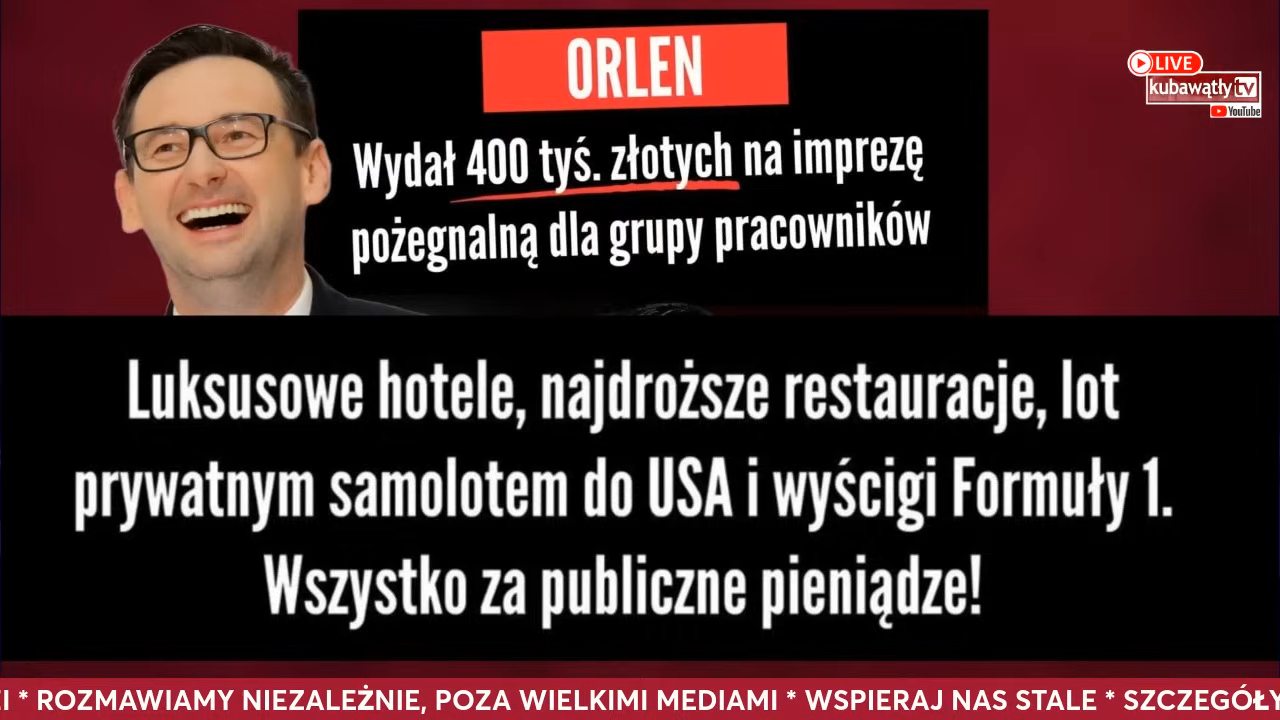 ORLEN
LIVE
kubawątły tv
YouTube
Wydał 400 tyś. złotych na imprezę
pożegnalną dla grupy pracowników
Luksusowe hotele, najdroższe restauracje, lot
prywatnym samolotem do USA i wyścigi Formuły 1.
Wszystko za publiczne pieniądze!
I * ROZMAWIAMY NIEZALEŻNIE, POZA WIELKIMI MEDIAMI * WSPIERAJ NAS STALE * SZCZEGÓŁY